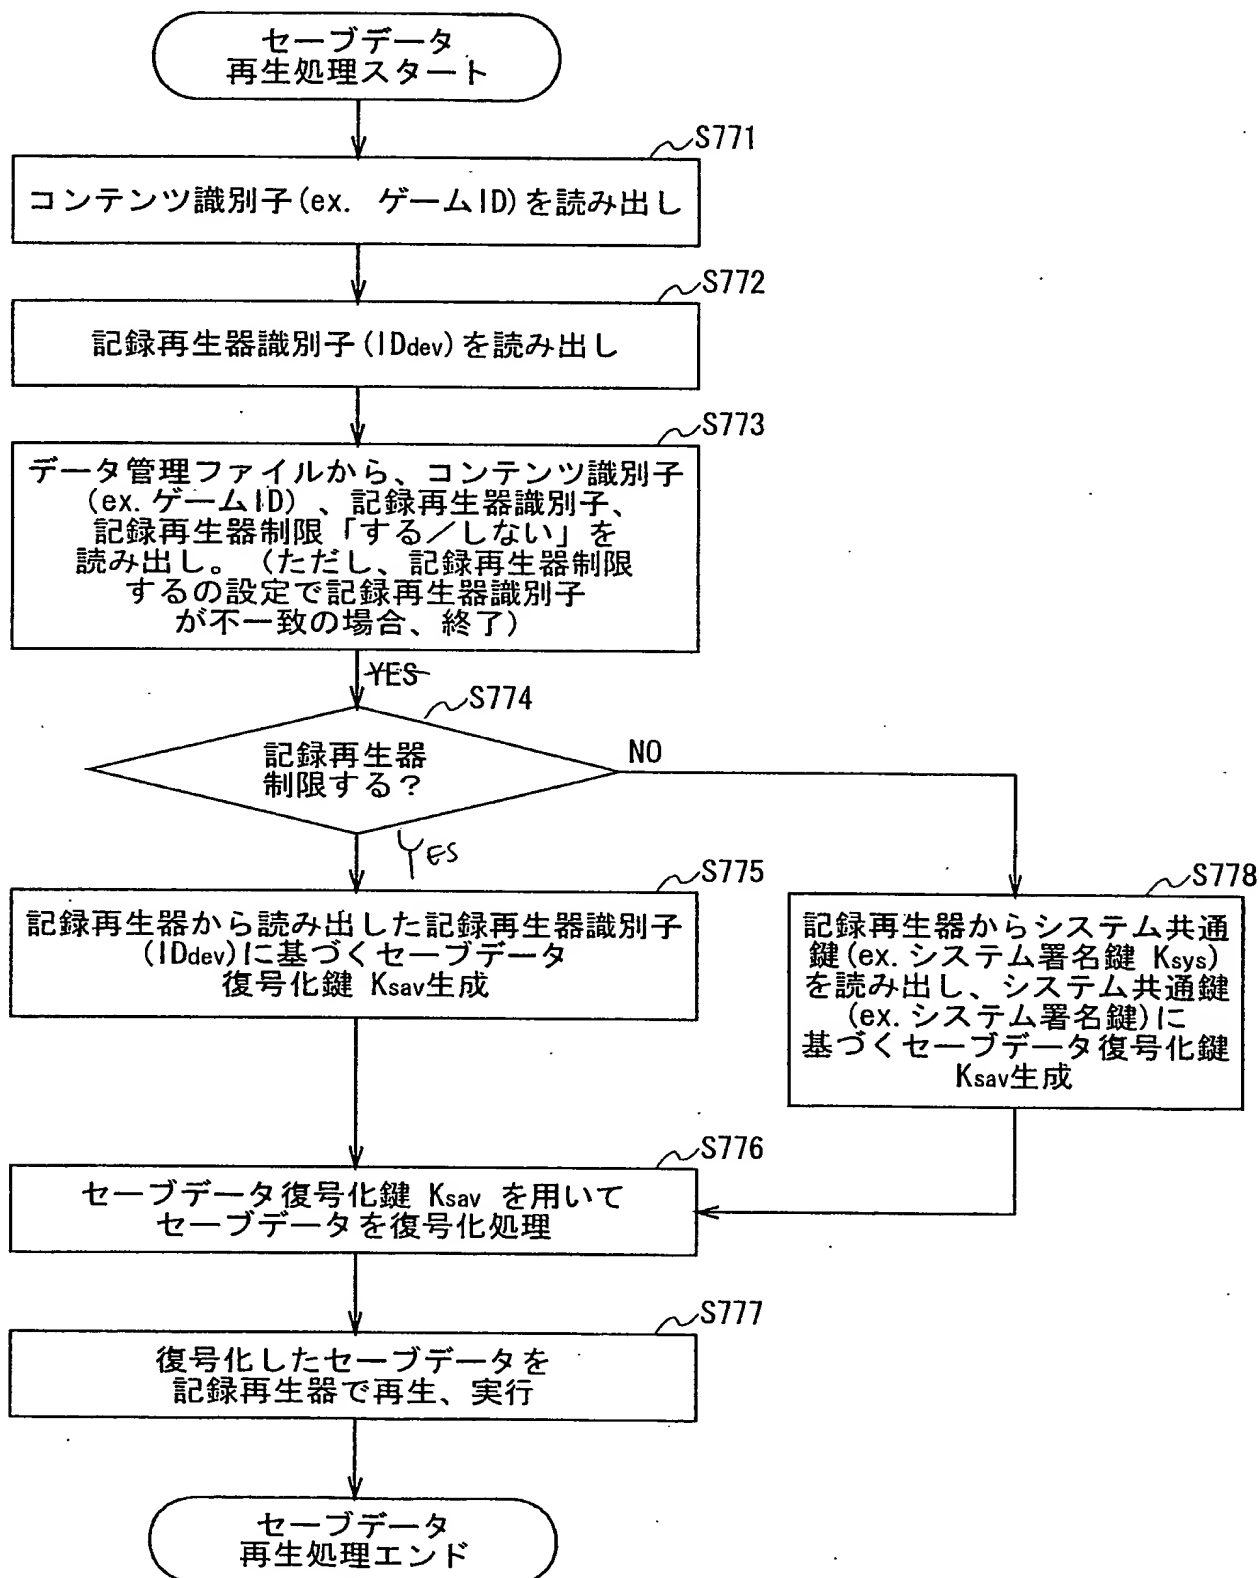 セーブデータ
再生処理スタート
S771
コンテンツ識別子(ex. ゲームID)を読み出し
S772
記録再生器識別子(IDdev)を読み出し
S773
データ管理ファイルから、コンテンツ識別子
(ex.ゲームID)、記録再生器識別子、
記録再生器制限「する/しない」を
読み出し。（ただし、記録再生器制限
するの設定で記録再生器識別子
が不一致の場合、終了）
YES
S774
記録再生器
制限する？
NO
YES
S775
記録再生器から読み出した記録再生器識別子
(IDdev)に基づくセーブデータ
復号化鍵 Ksav生成
S778
記録再生器からシステム共通
鍵(ex.システム署名鍵 Ksys)
を読み出し、システム共通鍵
(ex.システム署名鍵)に
基づくセーブデータ復号化鍵
Ksav生成
S776
セーブデータ復号化鍵 Ksav を用いて
セーブデータを復号化処理
S777
復号化したセーブデータを
記録再生器で再生、実行
セーブデータ
再生処理エンド